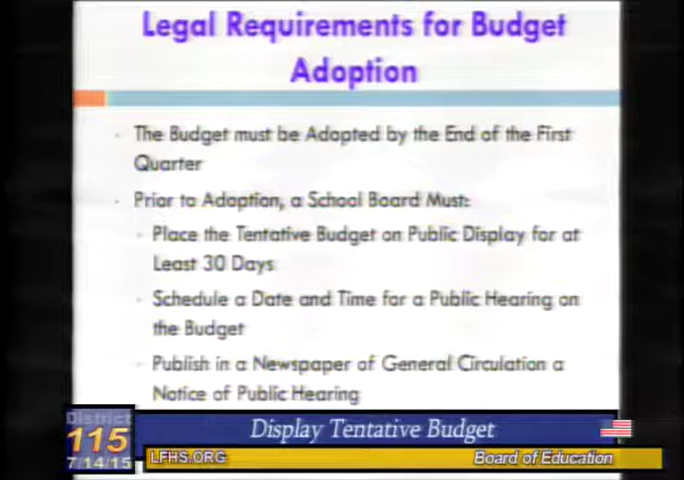 Legal Requirements for Budget
Adoption
The Budget must be Adopted by the End of the First
Quarter
Prior to Adoption, a School Board Must:
Place the Tentative Budget on Public Display for at
Least 30 Days
Schedule a Date and Time for a Public Hearing on
the Budget
Publish in a Newspaper of General Circulation a
Notice of Public Hearing
District
115
7/14/15
Display Tentative Budget
LFHS.ORG
Board of Education